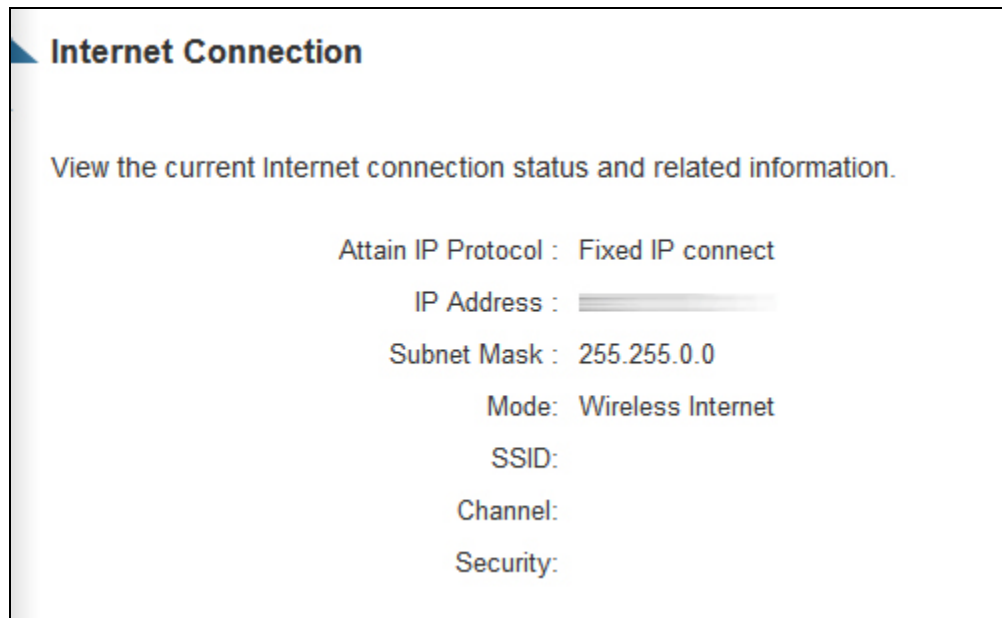 Internet Connection
View the current Internet connection status and related information.
Attain IP Protocol : Fixed IP connect
IP Address :
Subnet Mask : 255.255.0.0
Mode: Wireless Internet
SSID:
Channel:
Security: